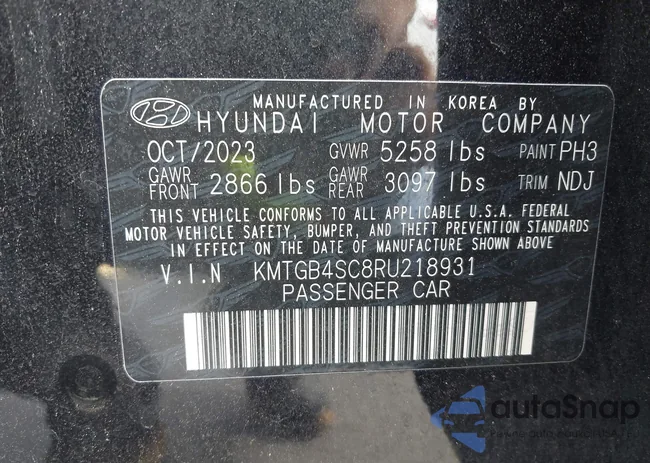 MANUFACTURED IN KOREA BY
HYUNDAI MOTOR COMPANY
OCT/2023 GVWR 5258 lbs PAINT PH3
GAWR FRONT 2866 lbs GAWR REAR 3097 lbs TRIM NDJ
THIS VEHICLE CONFORMS TO ALL APPLICABLE U.S.A. FEDERAL
MOTOR VEHICLE SAFETY, BUMPER, AND THEFT PREVENTION STANDARDS
IN EFFECT ON THE DATE OF MANUFACTURE SHOWN ABOVE
V.I.N KMTGB4SC8RU218931
PASSENGER CAR
autoSnap